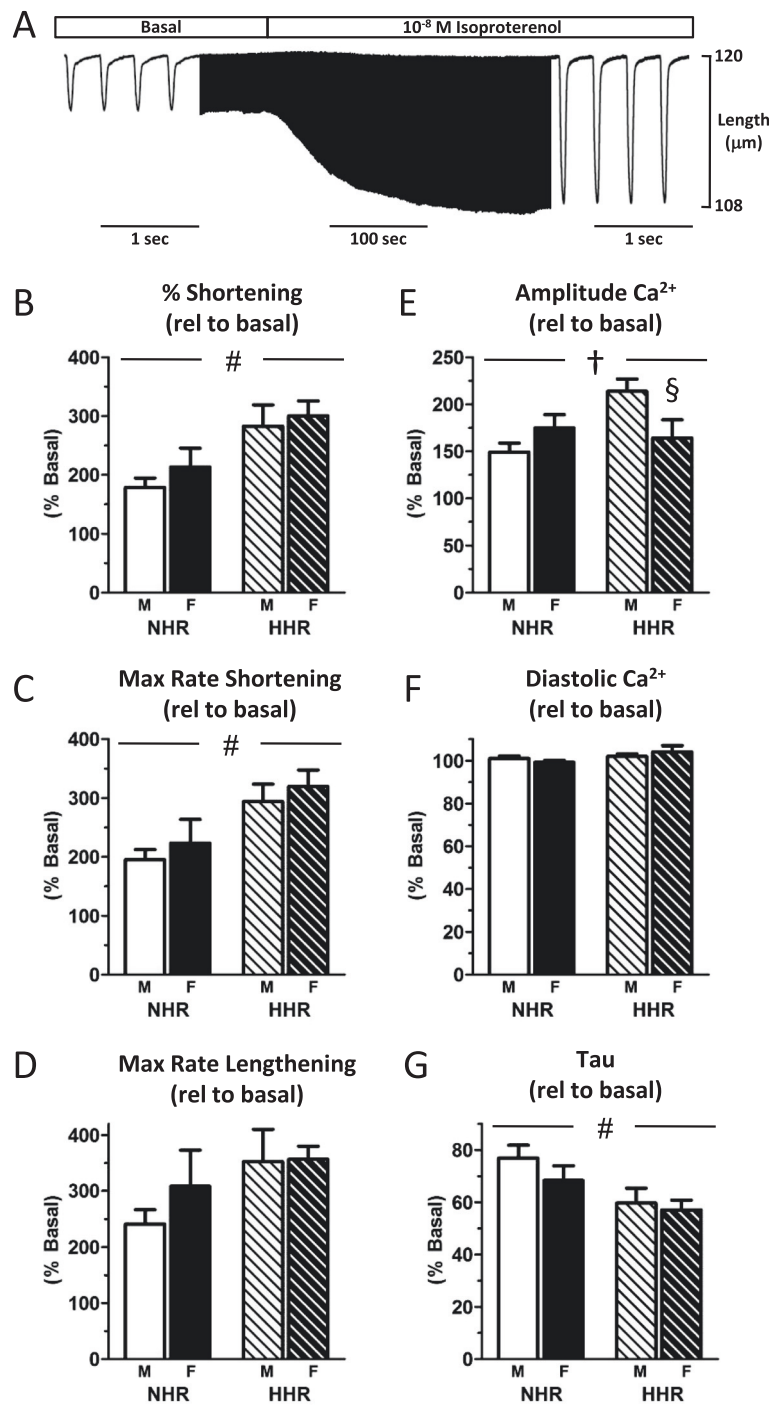 A
Basal
10-8 M Isoproterenol
120
Length
(μm)
108
1 sec
100 sec
1 sec
B
% Shortening
(rel to basal)
#
400
300
200
100
0
(% Basal)
M
F
M
F
NHR
HHR
E
Amplitude Ca2+
(rel to basal)
†
§
250
200
150
100
50
0
(% Basal)
M
F
M
F
NHR
HHR
C
Max Rate Shortening
(rel to basal)
#
400
300
200
100
0
(% Basal)
M
F
M
F
NHR
HHR
F
Diastolic Ca2+
(rel to basal)
100
80
60
40
20
0
(% Basal)
M
F
M
F
NHR
HHR
D
Max Rate Lengthening
(rel to basal)
400
300
200
100
0
(% Basal)
M
F
M
F
NHR
HHR
G
Tau
(rel to basal)
#
80
60
40
20
0
(% Basal)
M
F
M
F
NHR
HHR